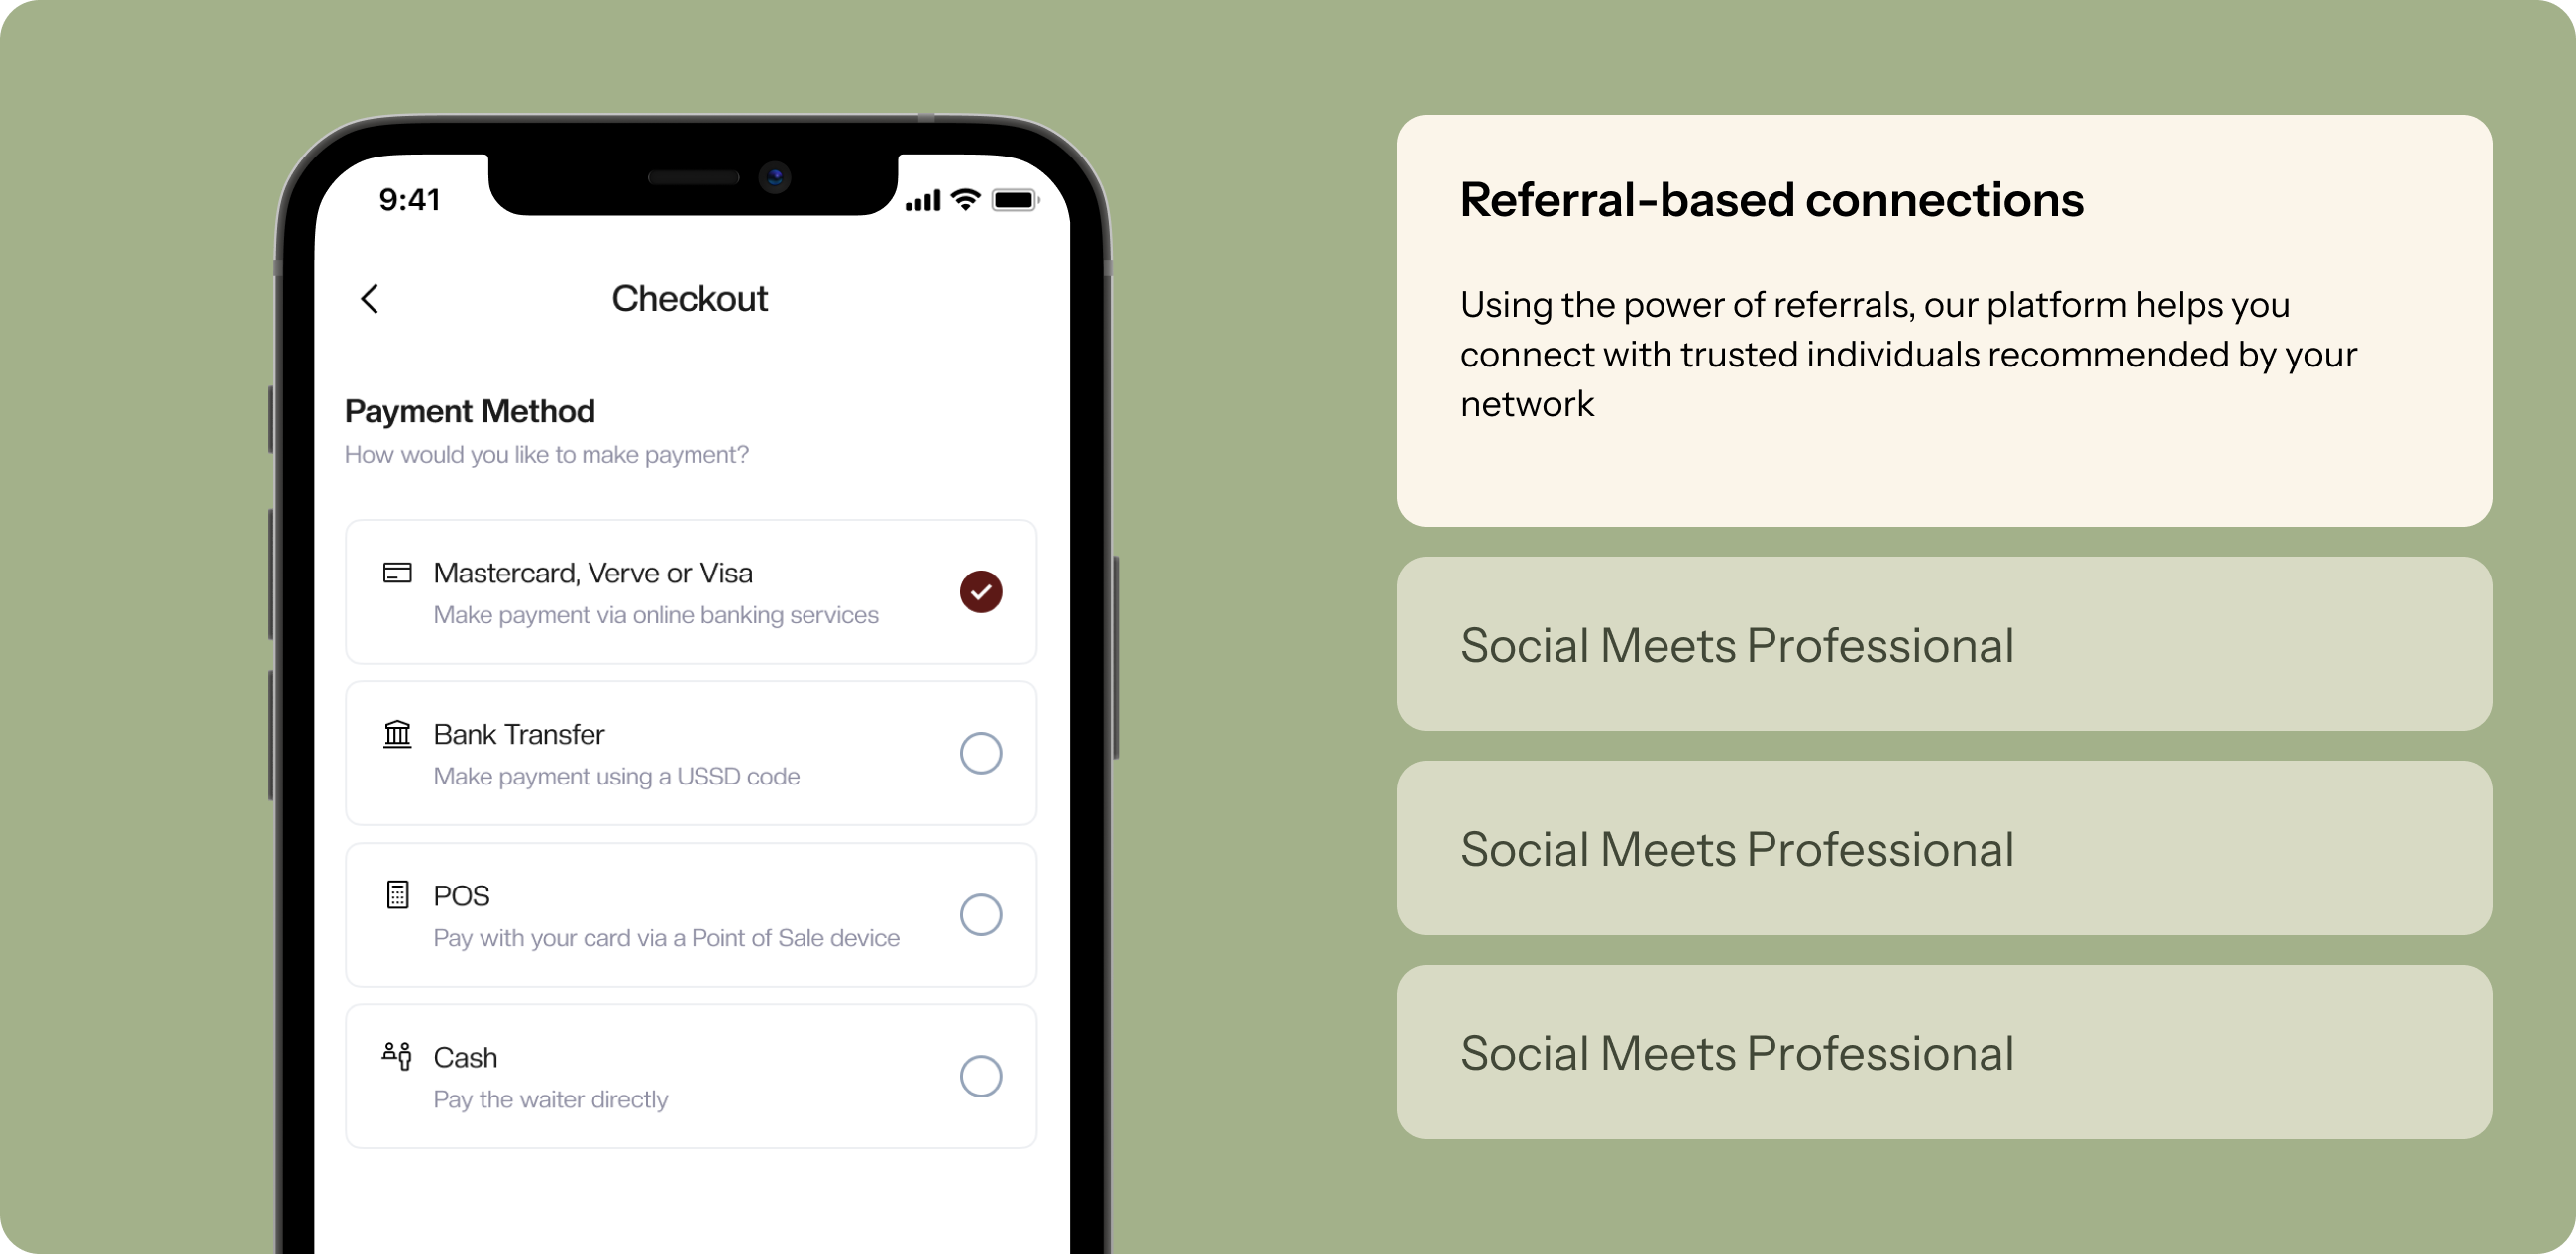 9:41
Checkout
Payment Method
How would you like to make payment?
Mastercard, Verve or Visa
Make payment via online banking services
Bank Transfer
Make payment using a USSD code
POS
Pay with your card via a Point of Sale device
Cash
Pay the waiter directly
Referral-based connections
Using the power of referrals, our platform helps you
connect with trusted individuals recommended by your
network
Social Meets Professional
Social Meets Professional
Social Meets Professional